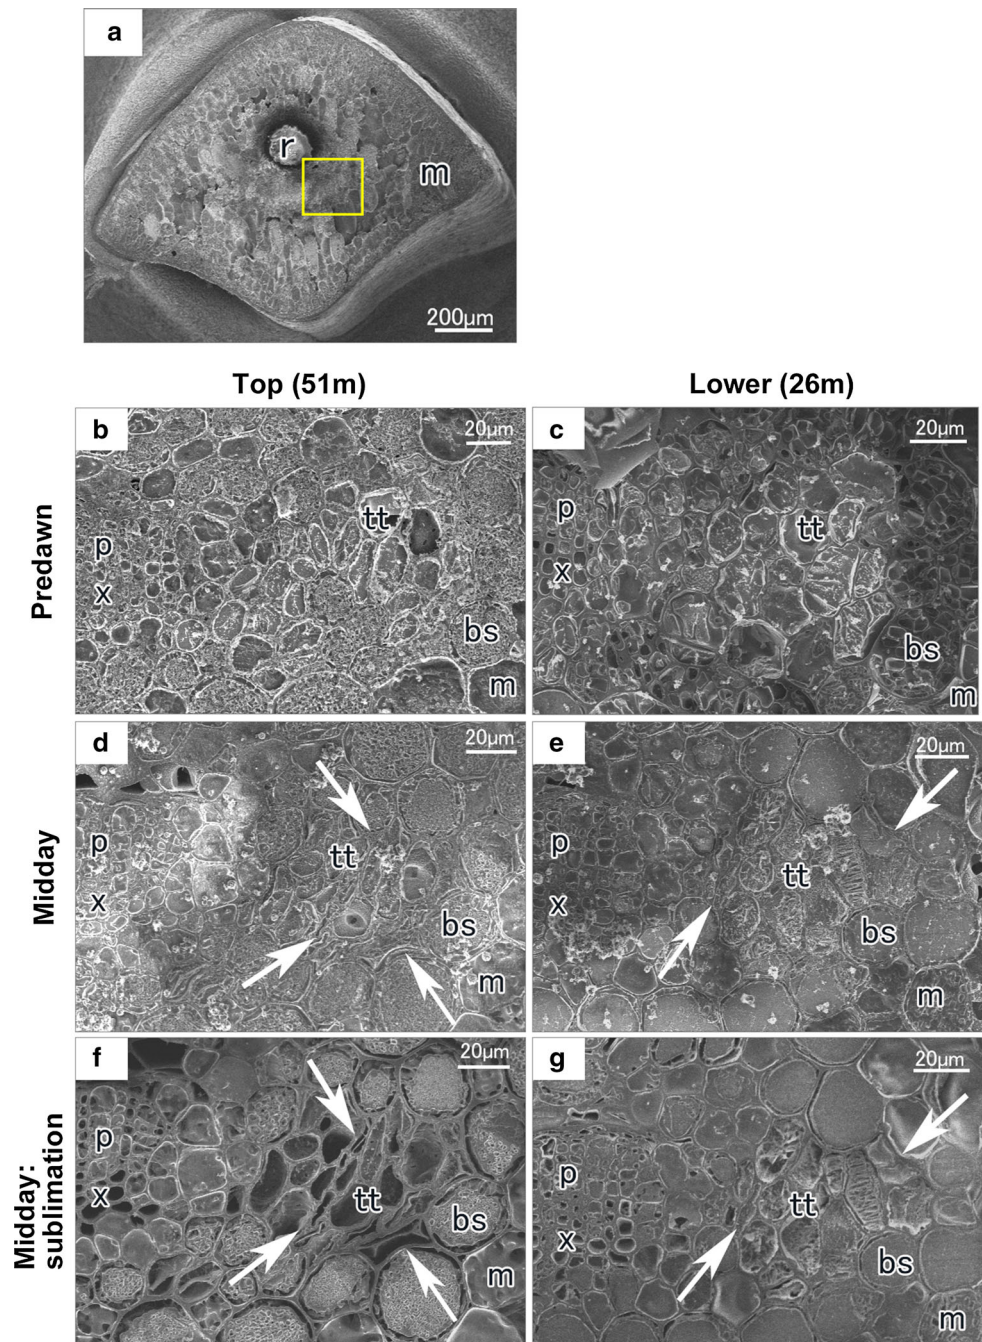 a
r
m
200µm
Top (51m)
Lower (26m)
Predawn
b
20µm
tt
p
x
bs
m
c
20µm
p
tt
x
bs
m
Midday
d
20µm
p
tt
x
bs
m
e
20µm
p
tt
x
bs
m
Midday:
sublimation
f
20µm
p
x
tt
bs
m
g
20µm
p
tt
x
bs
m